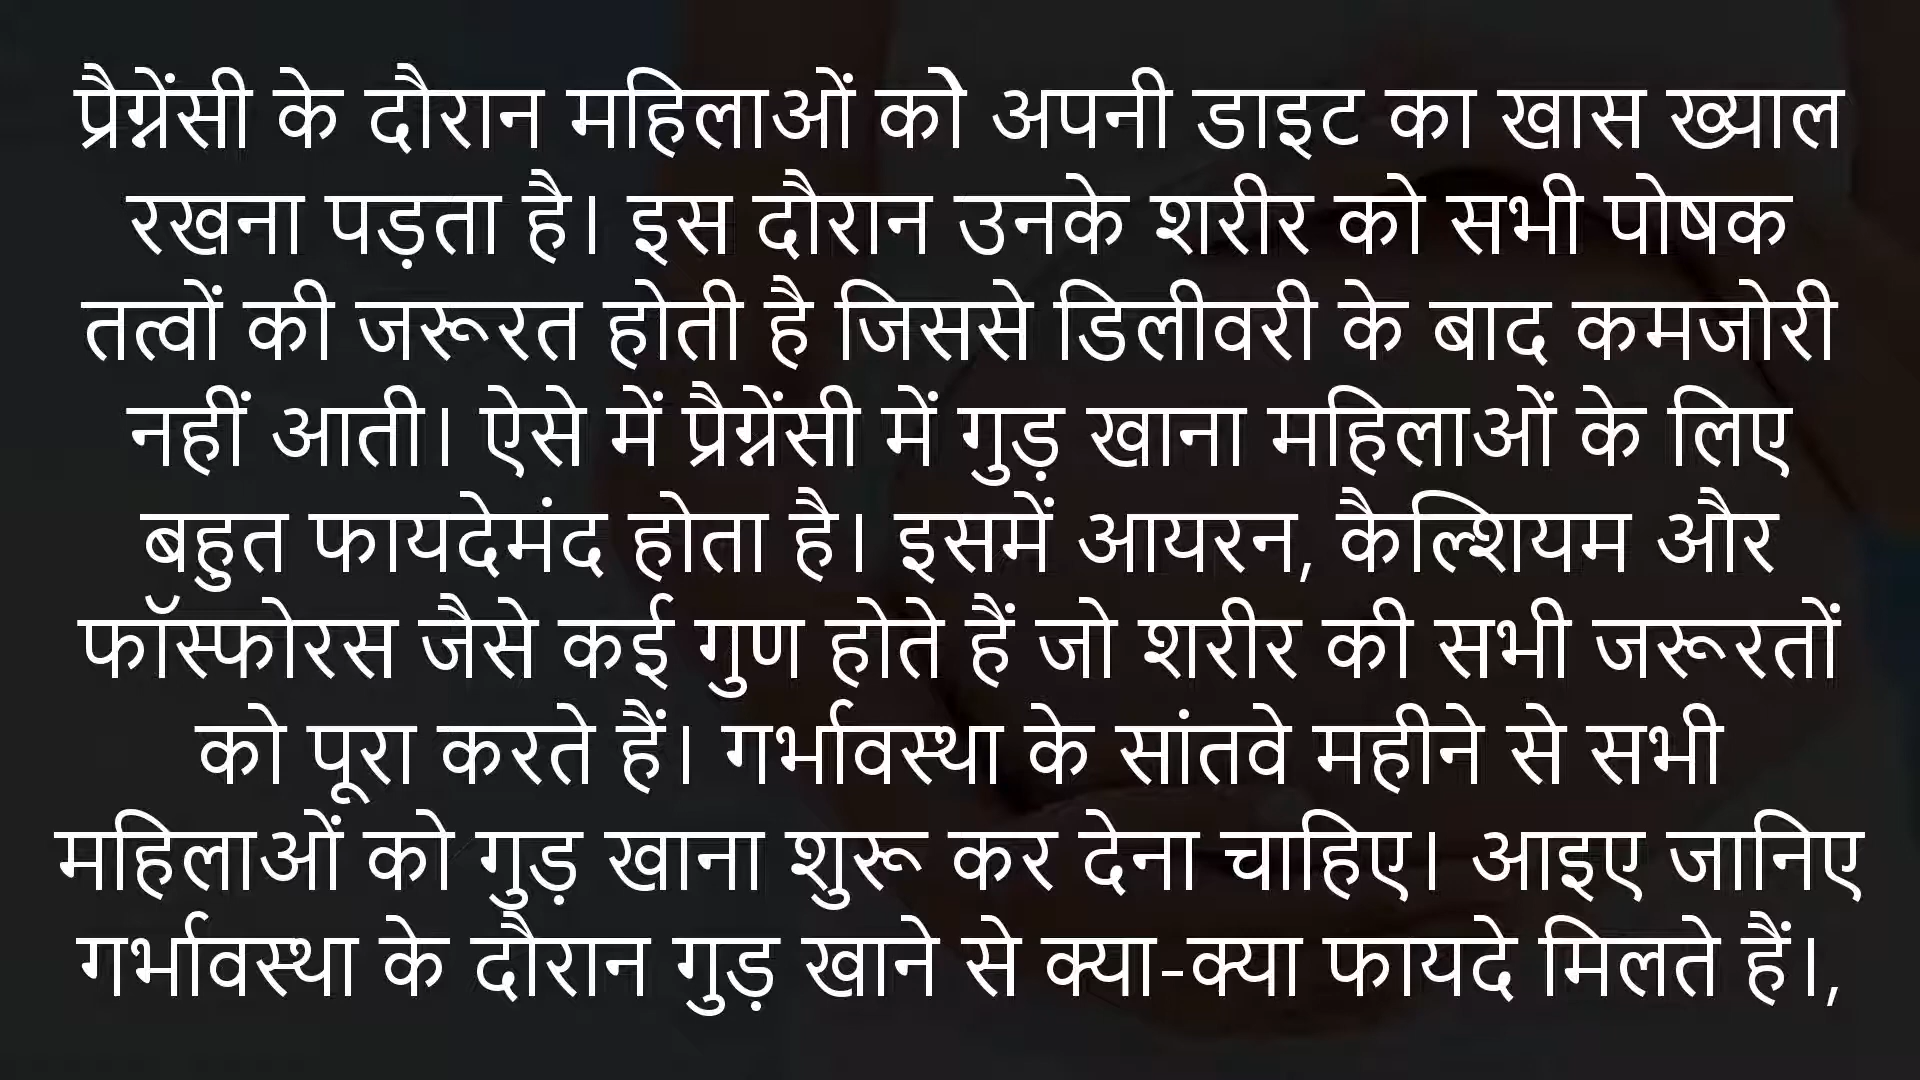 प्रैग्नेंसी के दौरान महिलाओं को अपनी डाइट का खास ख्याल
रखना पड़ता है। इस दौरान उनके शरीर को सभी पोषक
तत्वों की जरूरत होती है जिससे डिलीवरी के बाद कमजोरी
नहीं आती। ऐसे में प्रैग्नेंसी में गुड़ खाना महिलाओं के लिए
बहुत फायदेमंद होता है। इसमें आयरन, कैल्शियम और
फॉस्फोरस जैसे कई गुण होते हैं जो शरीर की सभी जरूरतों
को पूरा करते हैं। गर्भावस्था के सांतवे महीने से सभी
महिलाओं को गुड़ खाना शुरू कर देना चाहिए। आइए जानिए
गर्भावस्था के दौरान गुड़ खाने से क्या-क्या फायदे मिलते हैं।,